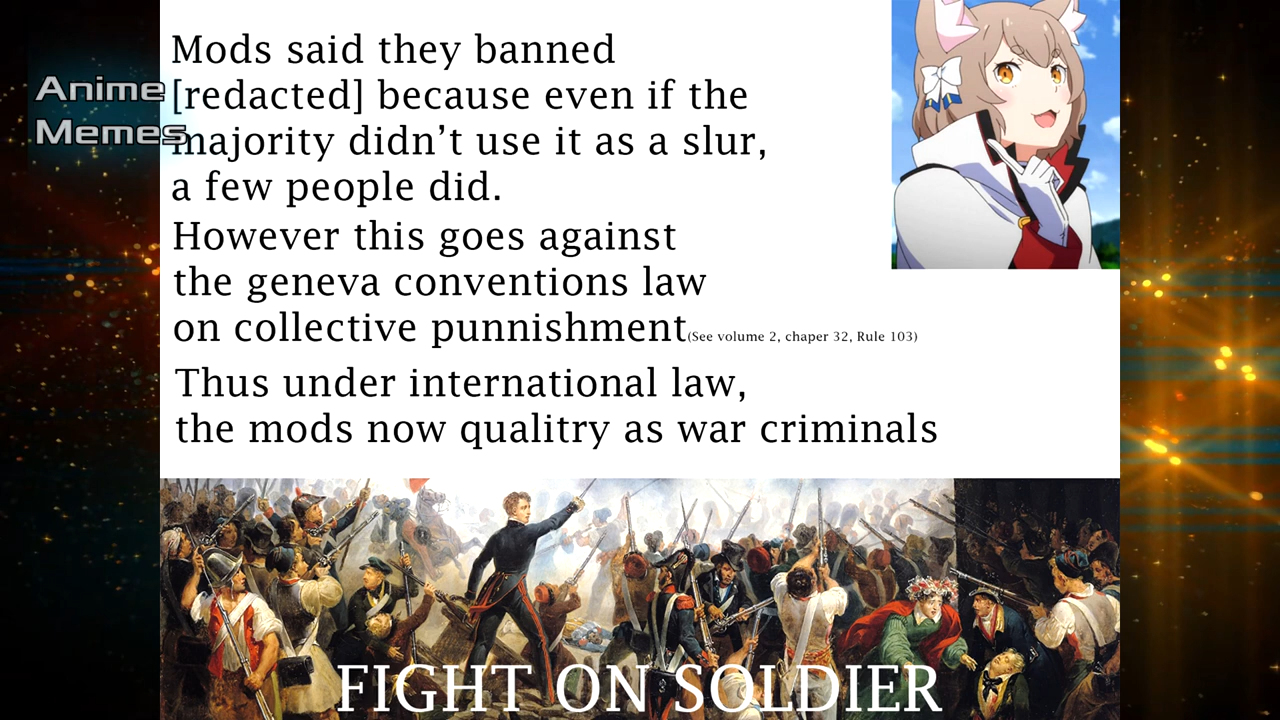 Anime
Memes
Mods said they banned
[redacted] because even if the
majority didn't use it as a slur,
a few people did.
However this goes against
the geneva conventions law
on collective punnishment(See volume 2, chaper 32, Rule 103)
Thus under international law,
the mods now qualitry as war criminals
FIGHT ON SOLDIER